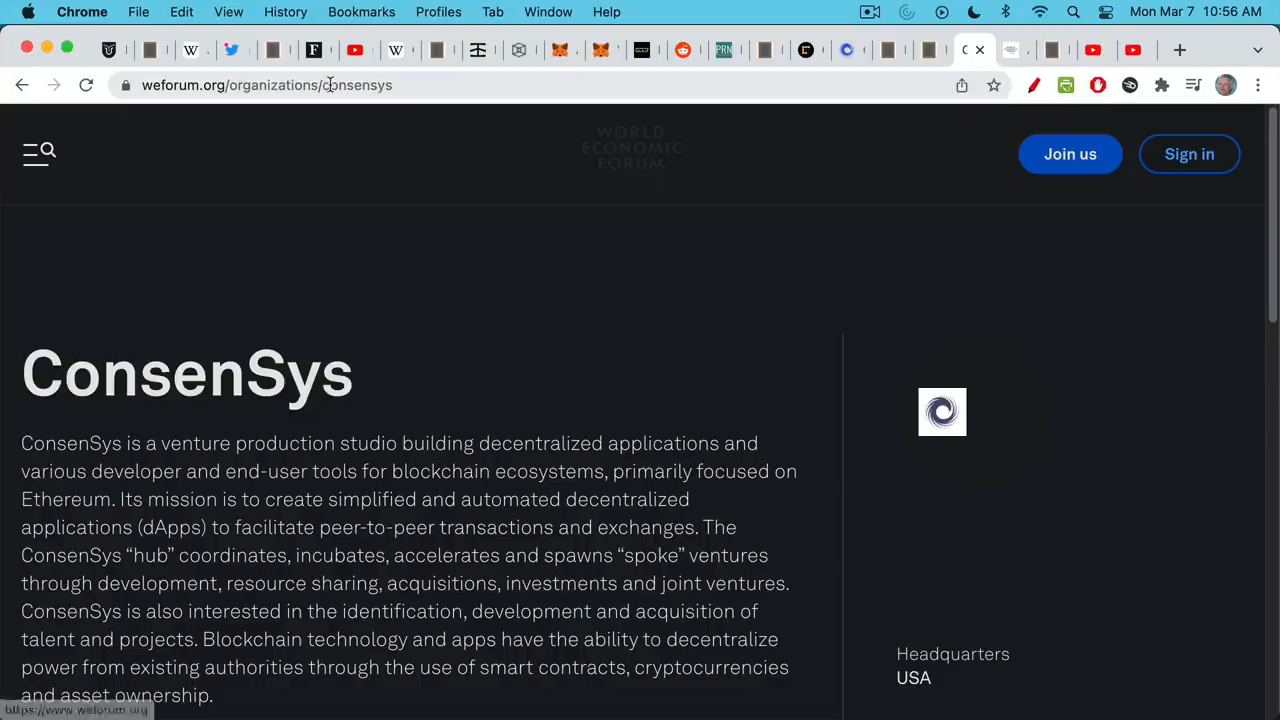 Chrome File Edit View History Bookmarks Profiles Tab Window Help Mon Mar 7 10:56 AM
weforum.org/organizations/consensys
WORLD
ECONOMIC
FORUM
Join us
Sign in
ConsenSys
ConsenSys is a venture production studio building decentralized applications and
various developer and end-user tools for blockchain ecosystems, primarily focused on
Ethereum. Its mission is to create simplified and automated decentralized
applications (dApps) to facilitate peer-to-peer transactions and exchanges. The
ConsenSys “hub” coordinates, incubates, accelerates and spawns “spoke” ventures
through development, resource sharing, acquisitions, investments and joint ventures.
ConsenSys is also interested in the identification, development and acquisition of
talent and projects. Blockchain technology and apps have the ability to decentralize
power from existing authorities through the use of smart contracts, cryptocurrencies
and asset ownership.
Headquarters
USA
https://www.weforum.org